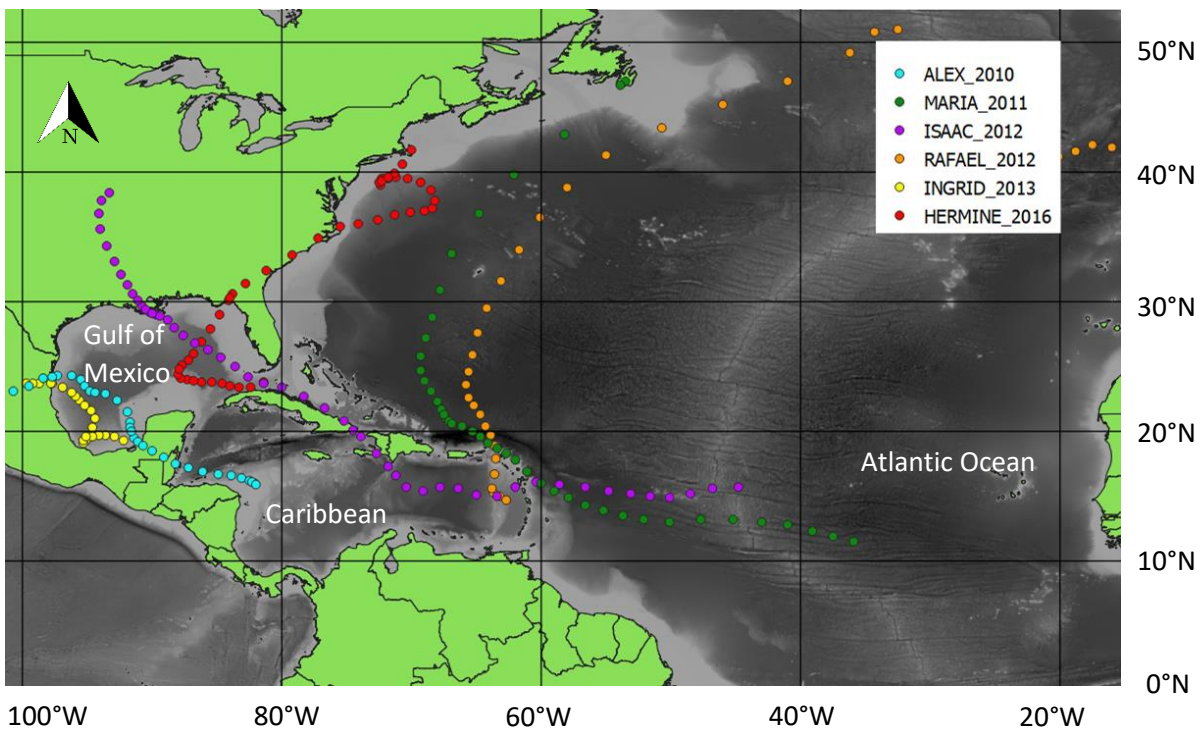 50°N
ALEX_2010
MARIA_2011
ISAAC_2012
RAFAEL_2012
INGRID_2013
HERMINE_2016
N
40°N
30°N
Gulf of
Mexico
20°N
Atlantic Ocean
Caribbean
10°N
0°N
100°W
80°W
60°W
40°W
20°W